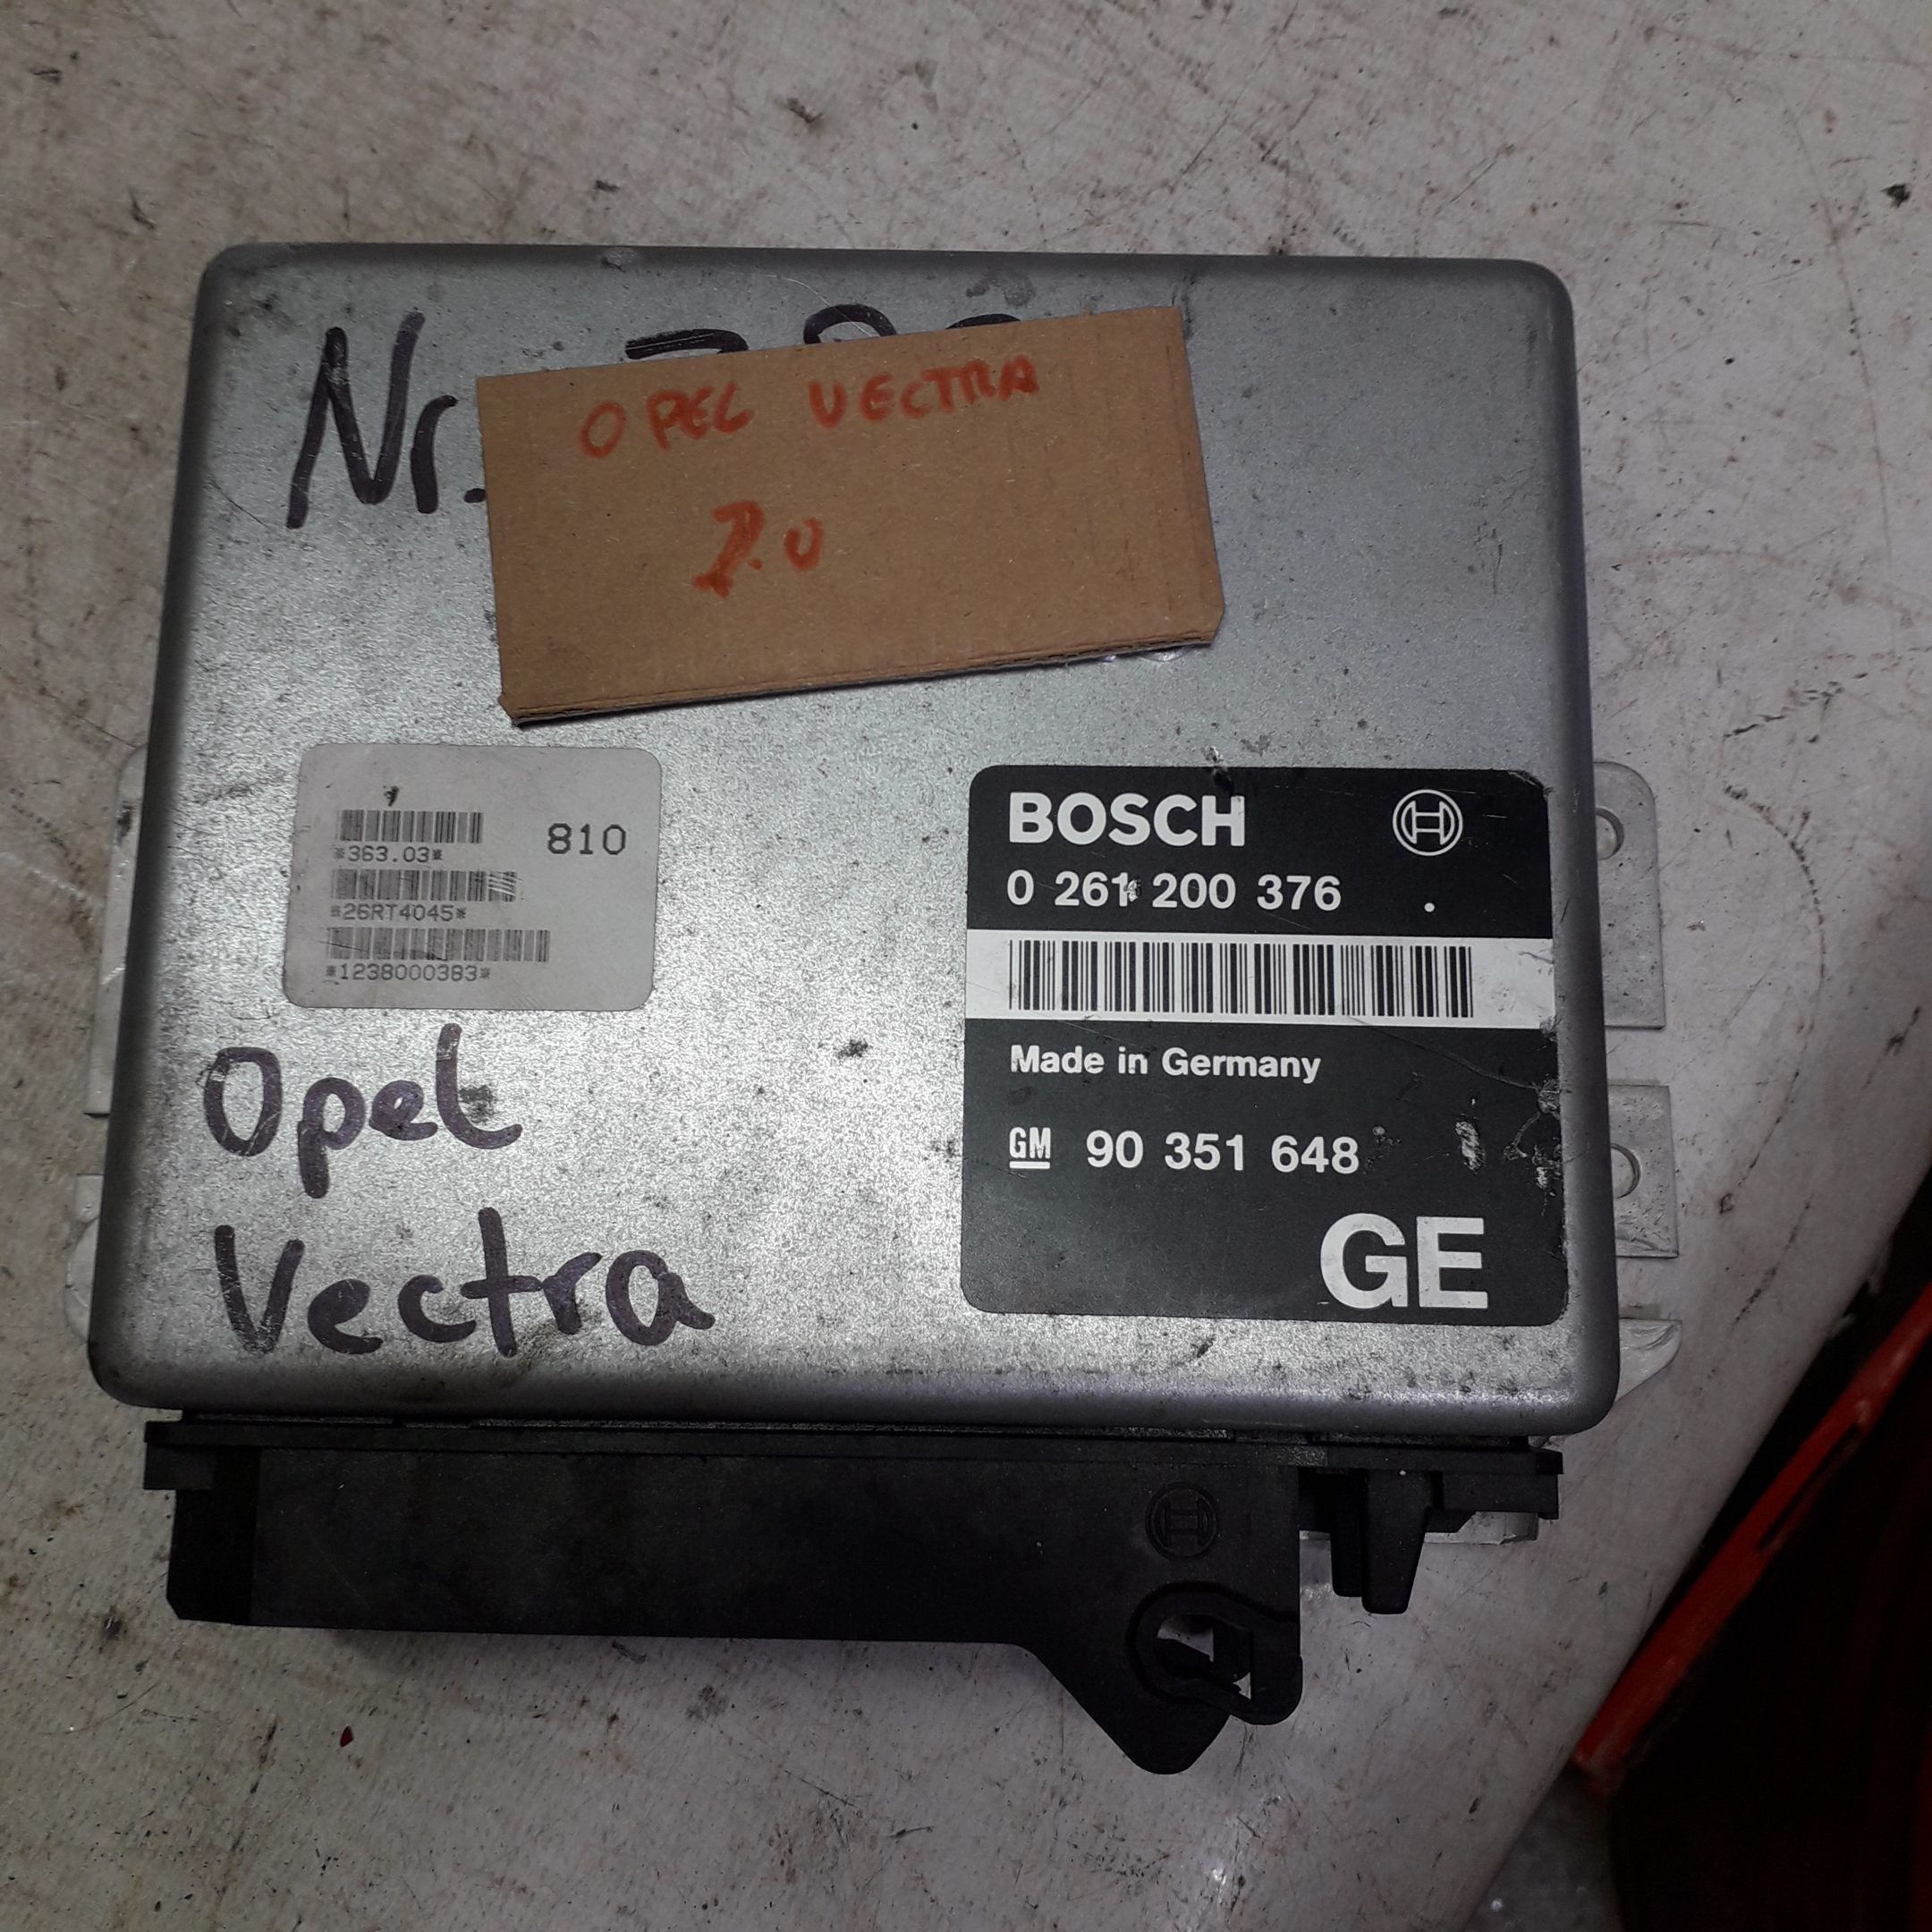 Nr.
OPEL VECTRA
2.0
810
*363.03*
*26RT4045*
*1238000383*
BOSCH
0 261 200 376 .
Made in Germany
GM 90 351 648
GE
Opel
Vectra